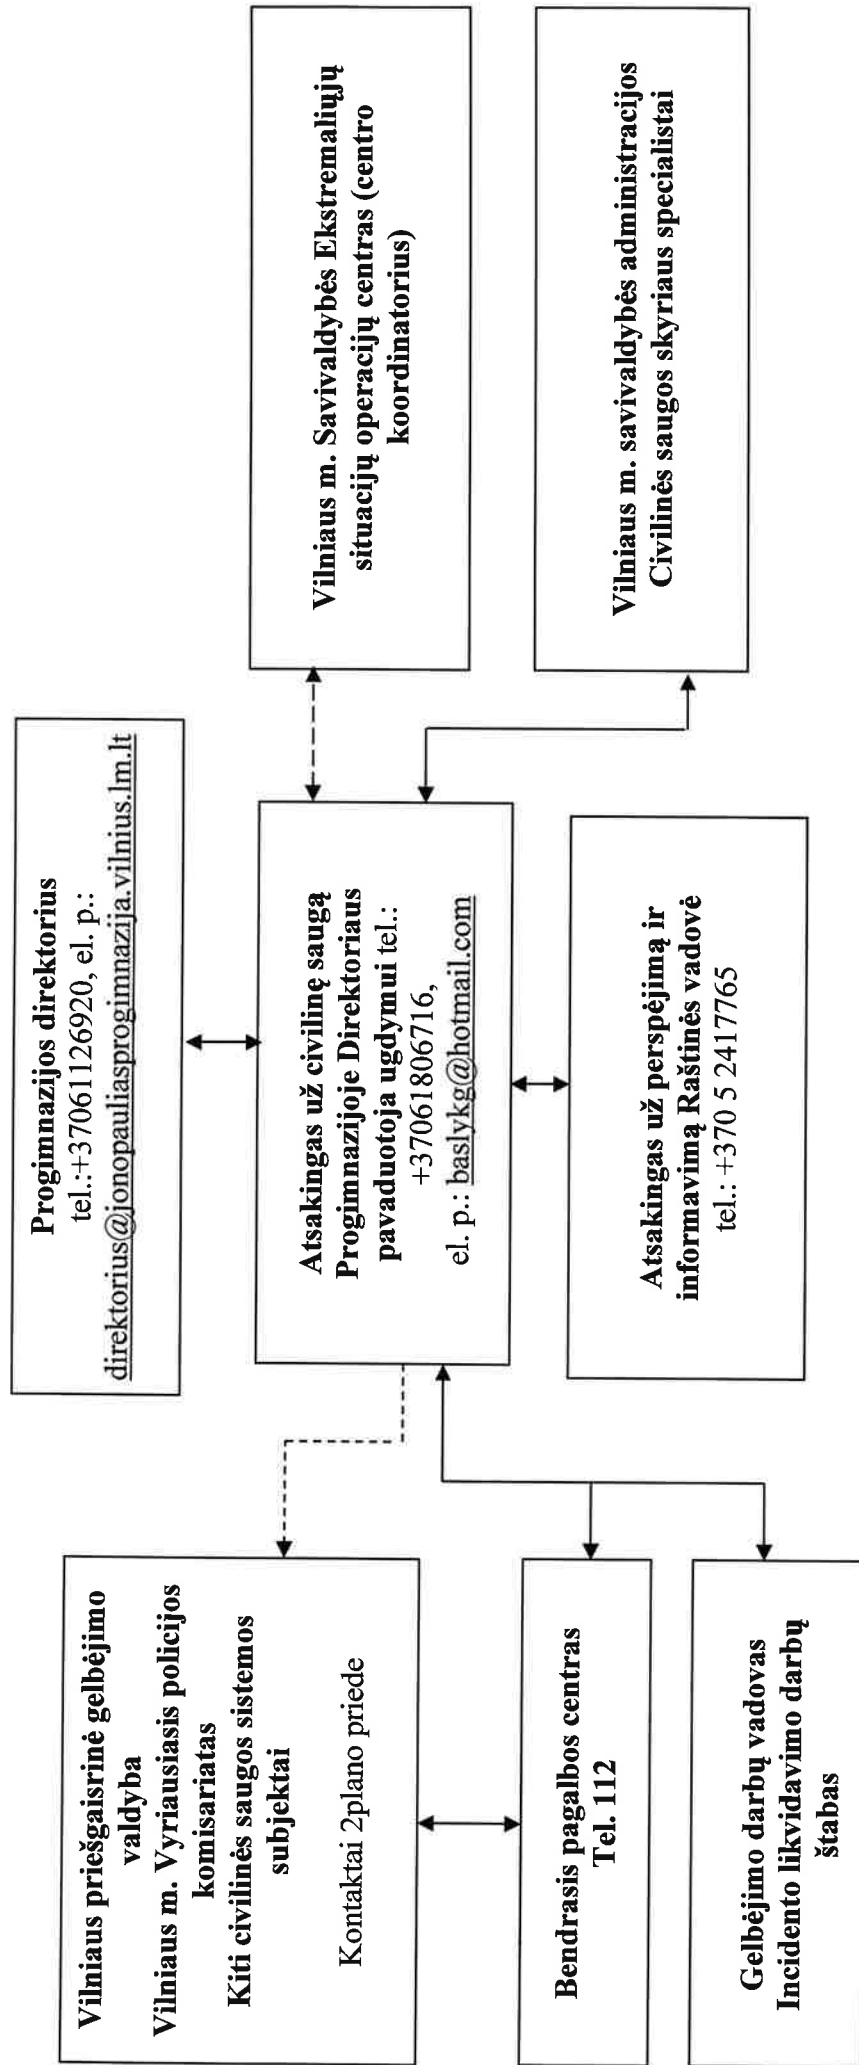 Progimnazijos direktorius
tel.:+37061126920, el. p.:
direktorius@jonopauliasprogimnazija.vilnius.lm.lt
Vilniaus priešgaisrinė gelbėjimo
valdyba
Vilniaus m. Vyriausiasis policijos
komisariatas
Kiti civilinės saugos sistemos
subjektai
Kontaktai 2plano priede
Atsakingas už civilinę saugą
Progimnazijoje Direktoriaus
pavaduotoja ugdymui tel.:
+37061806716,
el. p.: baslykg@hotmail.com
Vilniaus m. Savivaldybės Ekstremaliųjų
situacijų operacijų centras (centro
koordinatorius)
Bendrasis pagalbos centras
Tel. 112
Atsakingas už perspėjimą ir
informavimą Raštinės vadovė
tel.: +370 5 2417765
Vilniaus m. savivaldybės administracijos
Civilinės saugos skyriaus specialistai
Gelbėjimo darbų vadovas
Incidento likvidavimo darbų
štabas